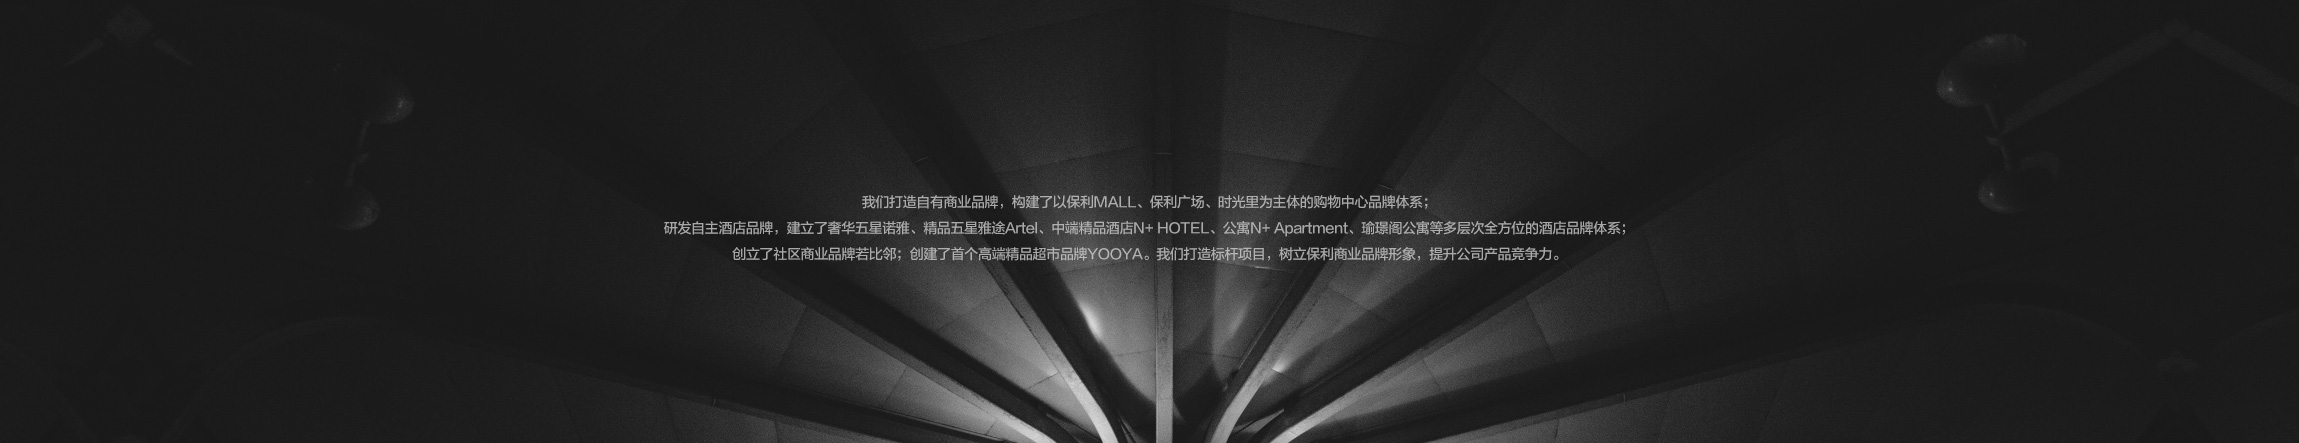 我们打造自有商业品牌，构建了以保利MALL、保利广场、时光里为主体的购物中心品牌体系；
研发自主酒店品牌，建立了奢华五星诺雅、精品五星雅途Artel、中端精品酒店N+ HOTEL、公寓N+ Apartment、瑜璟阁公寓等多层次全方位的酒店品牌体系；
创立了社区商业品牌若比邻；创建了首个高端精品超市品牌YOOYA。我们打造标杆项目，树立保利商业品牌形象，提升公司产品竞争力。